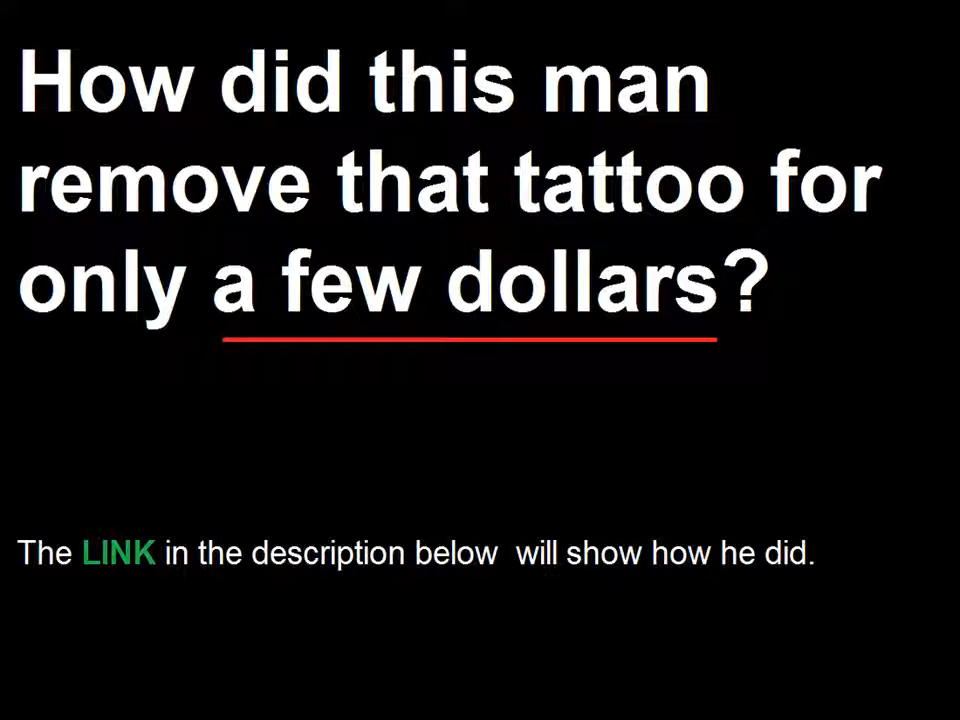 How did this man
remove that tattoo for
only a few dollars?
The LINK in the description below  will show how he did.